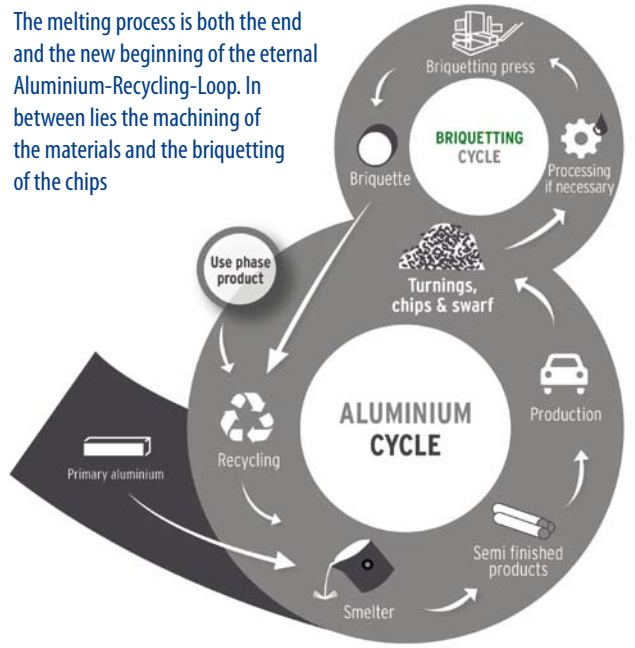 The melting process is both the end
and the new beginning of the eternal
Aluminium-Recycling-Loop. In
between lies the machining of
the materials and the briquetting
of the chips
Briquetting press
BRIQUETTING
CYCLE
Processing
if necessary
Briquette
Use phase
product
Turnings,
chips & swarf
ALUMINIUM
CYCLE
Production
Recycling
Primary aluminium
Semi finished
products
Smelter